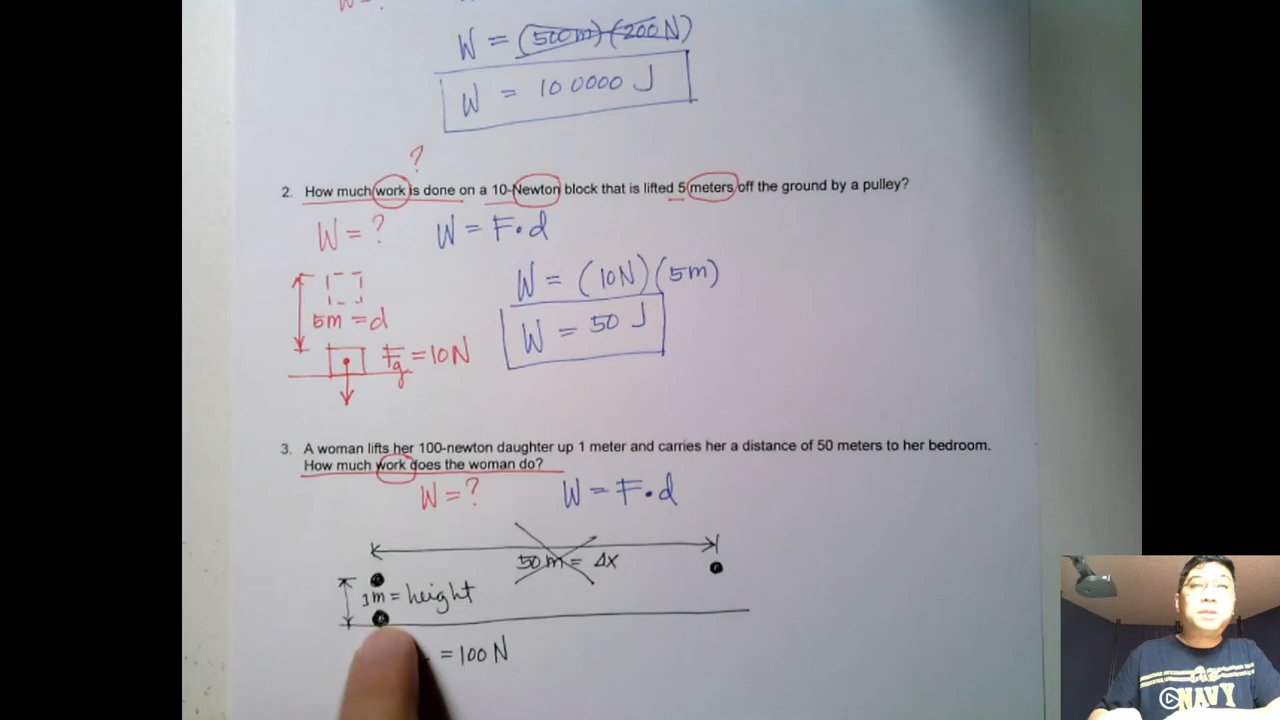 W = (500m)(200N)
W = 100000 J
?
2. How much work is done on a 10-Newton block that is lifted 5 meters off the ground by a pulley?
W = ? W = F·d
W = (10N)(5m)
5m = d
W = 50 J
Fg = 10N
3. A woman lifts her 100-newton daughter up 1 meter and carries her a distance of 50 meters to her bedroom.
How much work does the woman do?
W = ? W = F·d
50 m = Δx
1m = height
= 100 N
NAVY